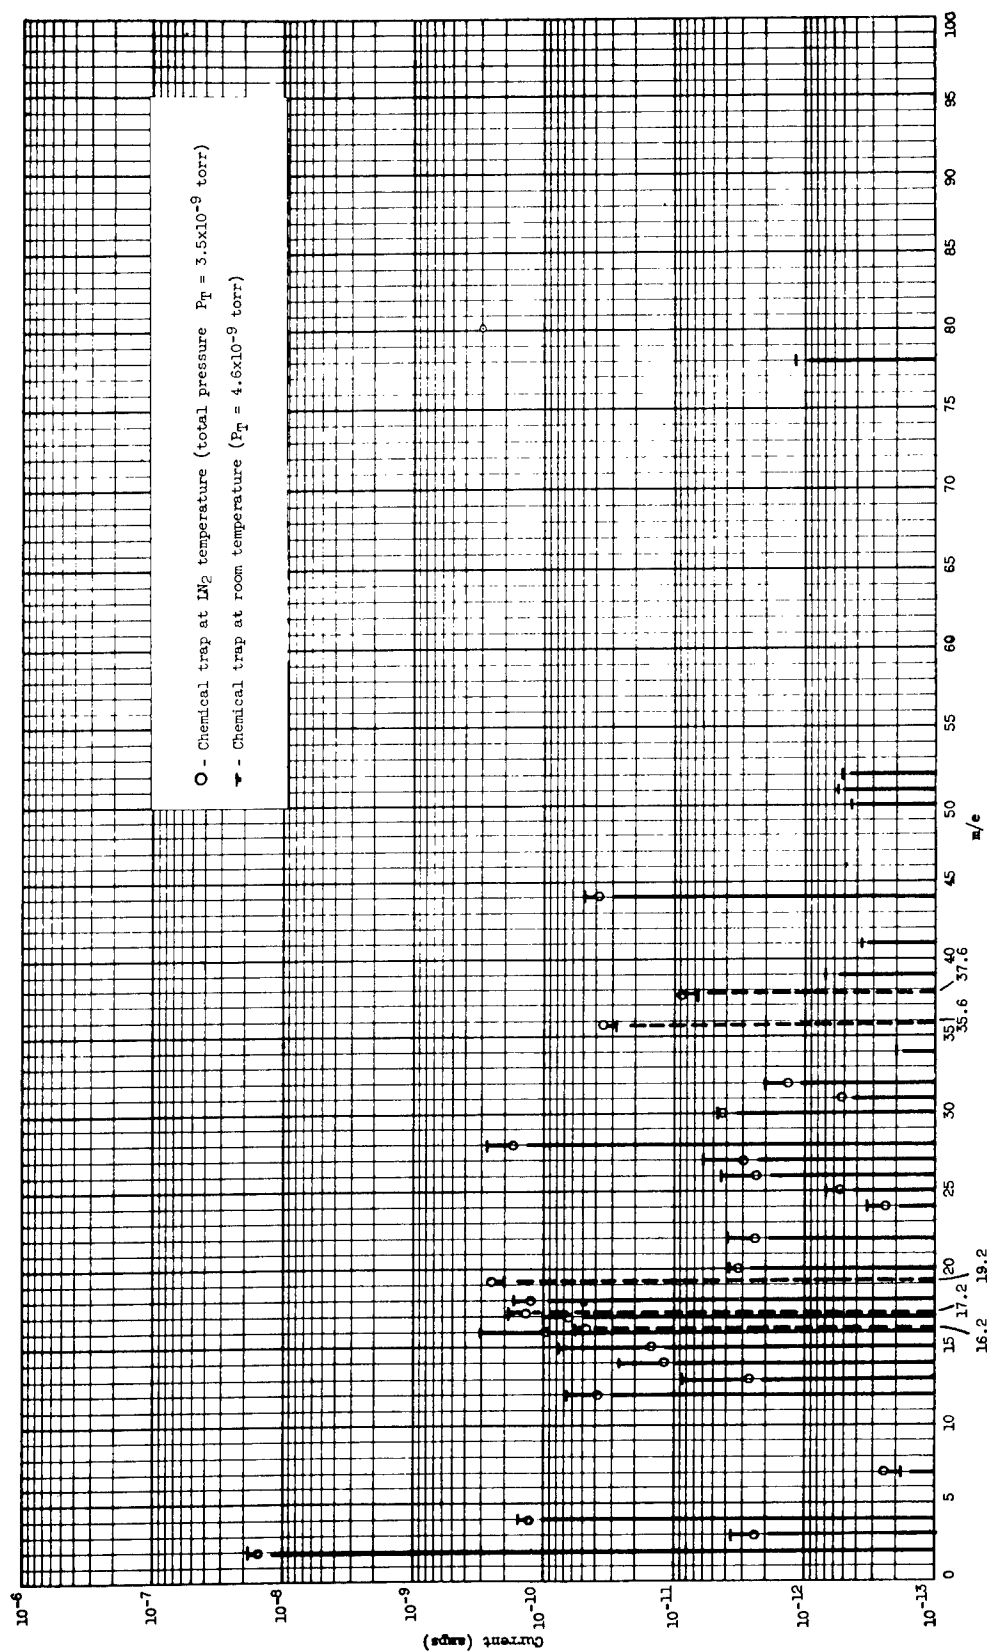 10-6
10-7
10-8
10-9
10-10
10-11
10-12
10-13
Current (amps)
O - Chemical trap at LN2 temperature (total pressure PT = 3.5x10-9 torr)
- Chemical trap at room temperature (PT = 4.6x10-9 torr)
0 5 10 15 20 25 30 35 40 45 50 55 60 65 70 75 80 85 90 95 100
16.2 17.2 19.2 35.6 37.6
m/e